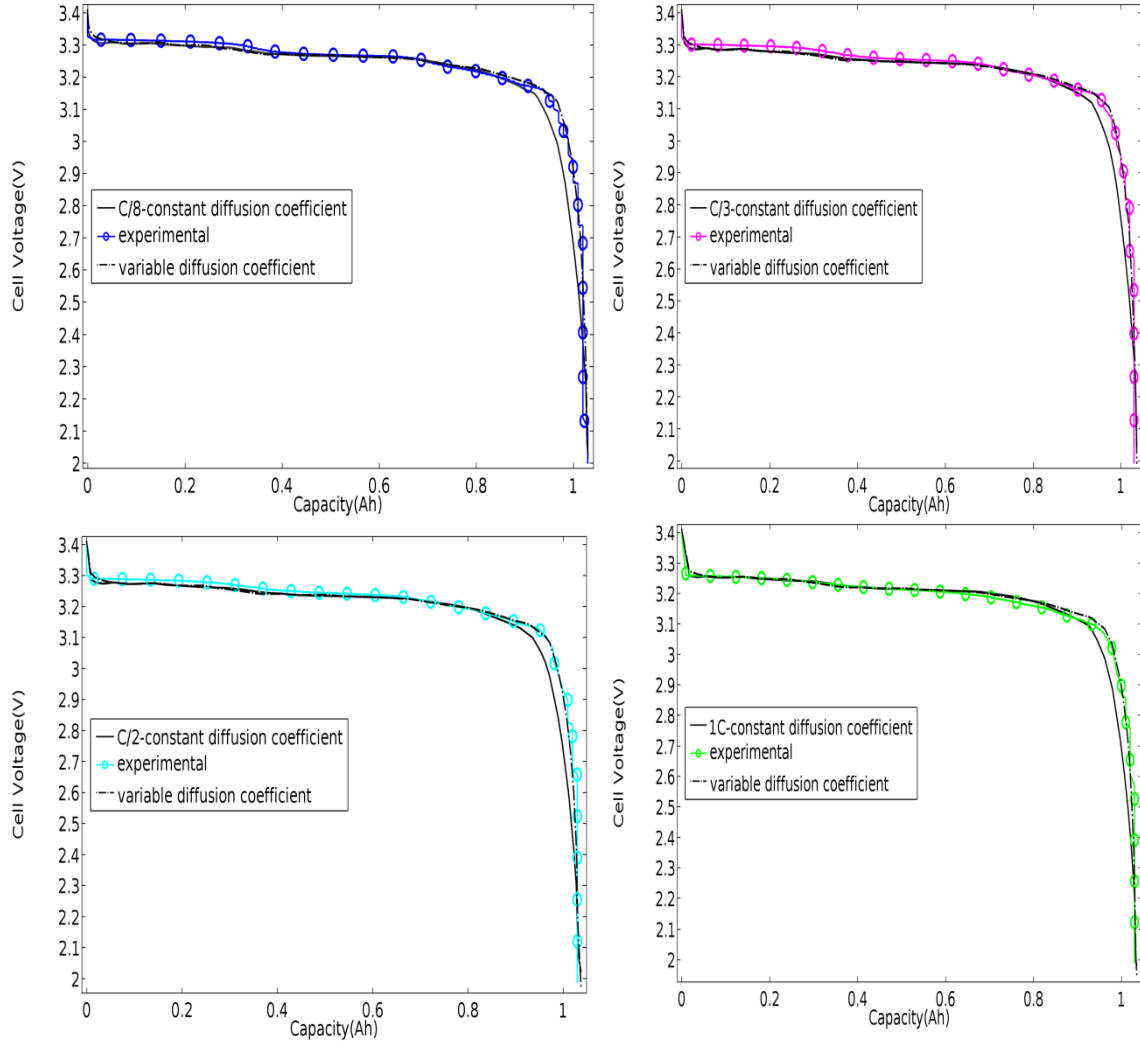 3.4
3.3
3.2
3.1
3
2.9
2.8
2.7
2.6
2.5
2.4
2.3
2.2
2.1
2
Cell Voltage(V)
C/8-constant diffusion coefficient
experimental
variable diffusion coefficient
0 0.2 0.4 0.6 0.8 1
Capacity(Ah)
3.4
3.3
3.2
3.1
3
2.9
2.8
2.7
2.6
2.5
2.4
2.3
2.2
2.1
2
Cell Voltage(V)
C/3-constant diffusion coefficient
experimental
variable diffusion coefficient
0 0.2 0.4 0.6 0.8 1
Capacity(Ah)
3.4
3.3
3.2
3.1
3
2.9
2.8
2.7
2.6
2.5
2.4
2.3
2.2
2.1
2
Cell Voltage(V)
C/2-constant diffusion coefficient
experimental
variable diffusion coefficient
0 0.2 0.4 0.6 0.8 1
Capacity(Ah)
3.4
3.3
3.2
3.1
3
2.9
2.8
2.7
2.6
2.5
2.4
2.3
2.2
2.1
2
Cell Voltage(V)
1C-constant diffusion coefficient
experimental
variable diffusion coefficient
0 0.2 0.4 0.6 0.8 1
Capacity(Ah)